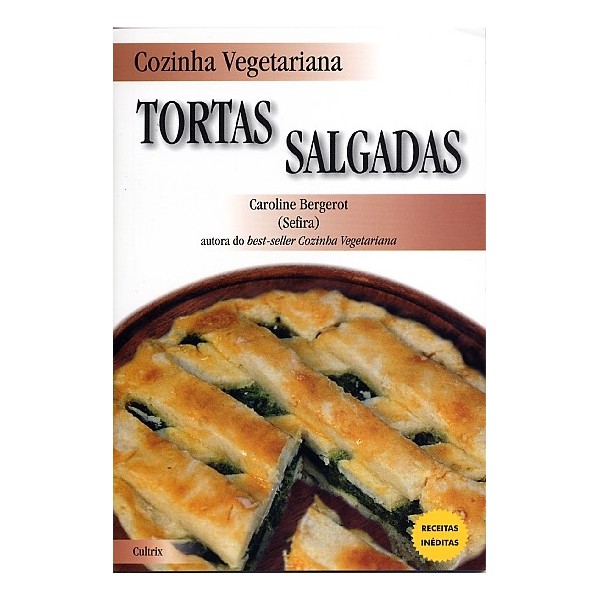 Cozinha Vegetariana
TORTAS
SALGADAS
Caroline Bergerot
(Sefira)
autora do best-seller Cozinha Vegetariana
RECEITAS
INÉDITAS
Cultrix